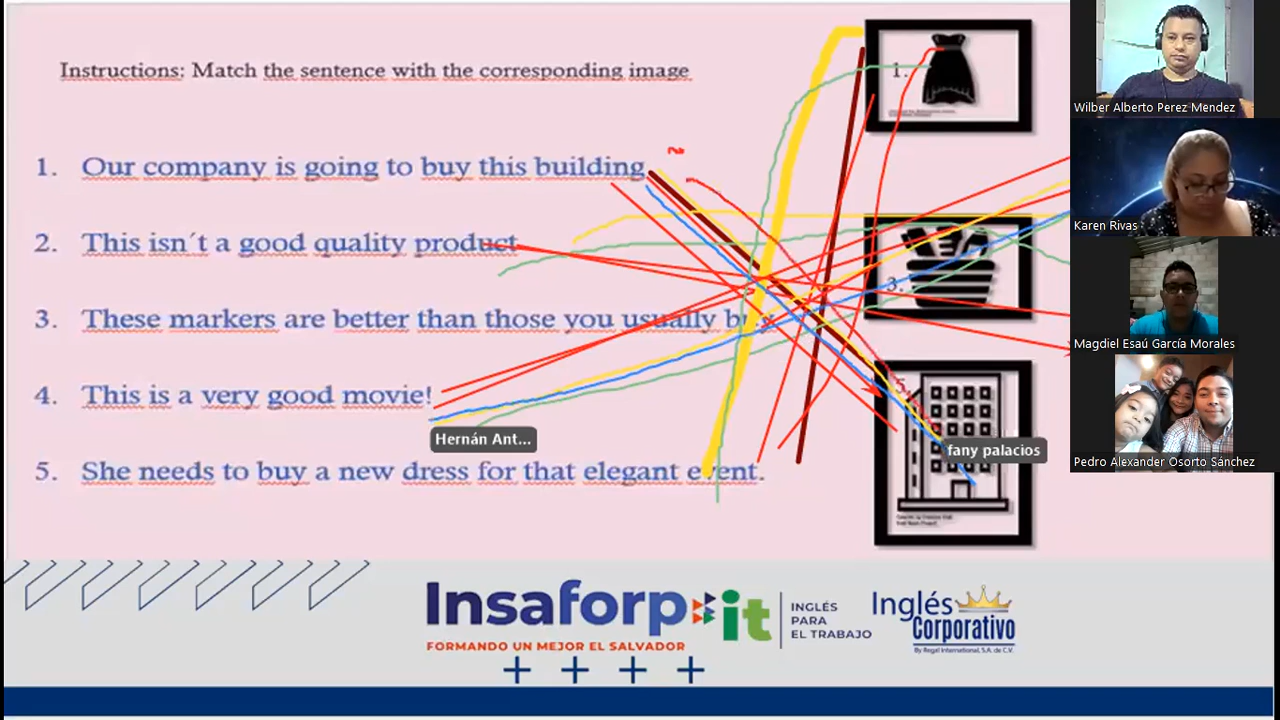 Instructions: Match the sentence with the corresponding image
1. Our company is going to buy this building
2. This isn´t a good quality product
3. These markers are better than those you usually buy
4. This is a very good movie!
5. She needs to buy a new dress for that elegant event.
1.
3.
5.
Hernán Ant...
fany palacios
Wilber Alberto Perez Mendez
Karen Rivas
Magdiel Esaú García Morales
Pedro Alexander Osorto Sánchez
Insaforp
FORMANDO UN MEJOR EL SALVADOR
it
INGLÉS
PARA
EL TRABAJO
Inglés
Corporativo
By Regal International, S.A. de C.V.